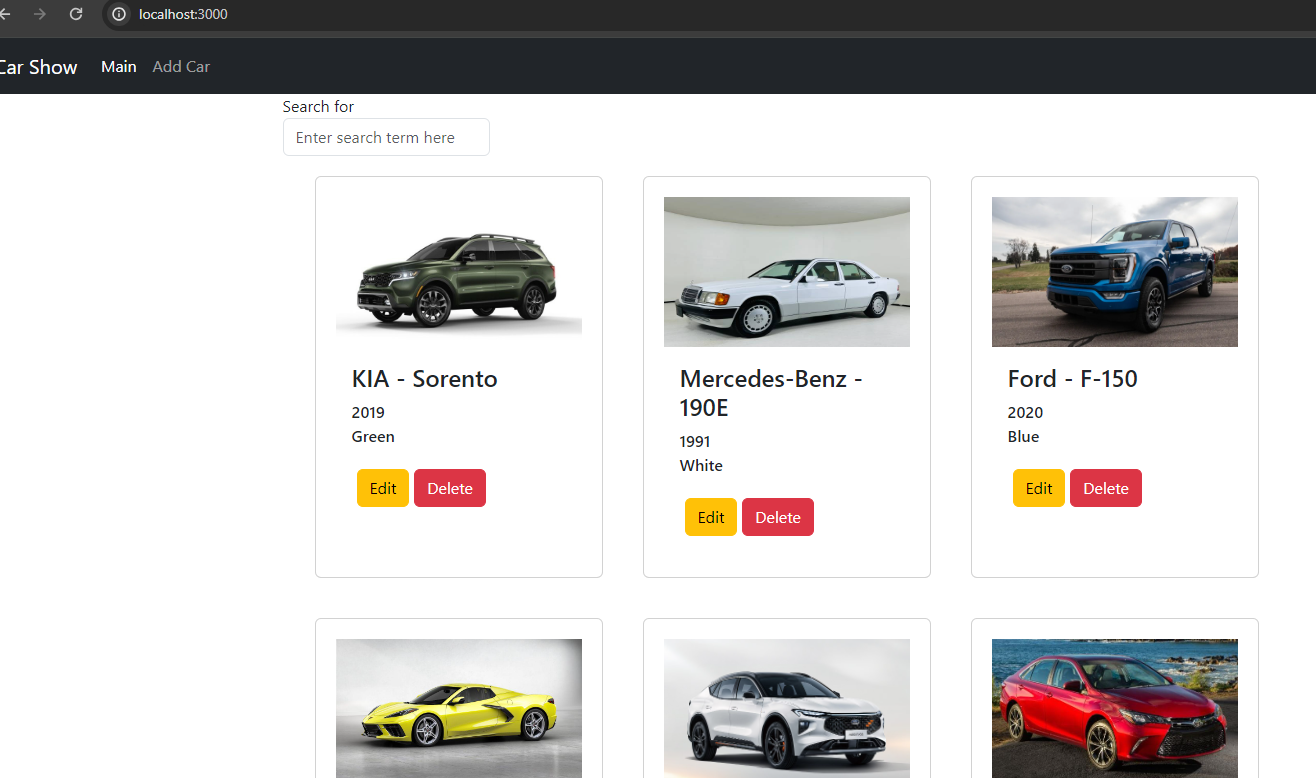 localhost:3000
Car Show Main Add Car
Search for
Enter search term here
KIA - Sorento
2019
Green
Edit Delete
Mercedes-Benz -
190E
1991
White
Edit Delete
Ford - F-150
2020
Blue
Edit Delete